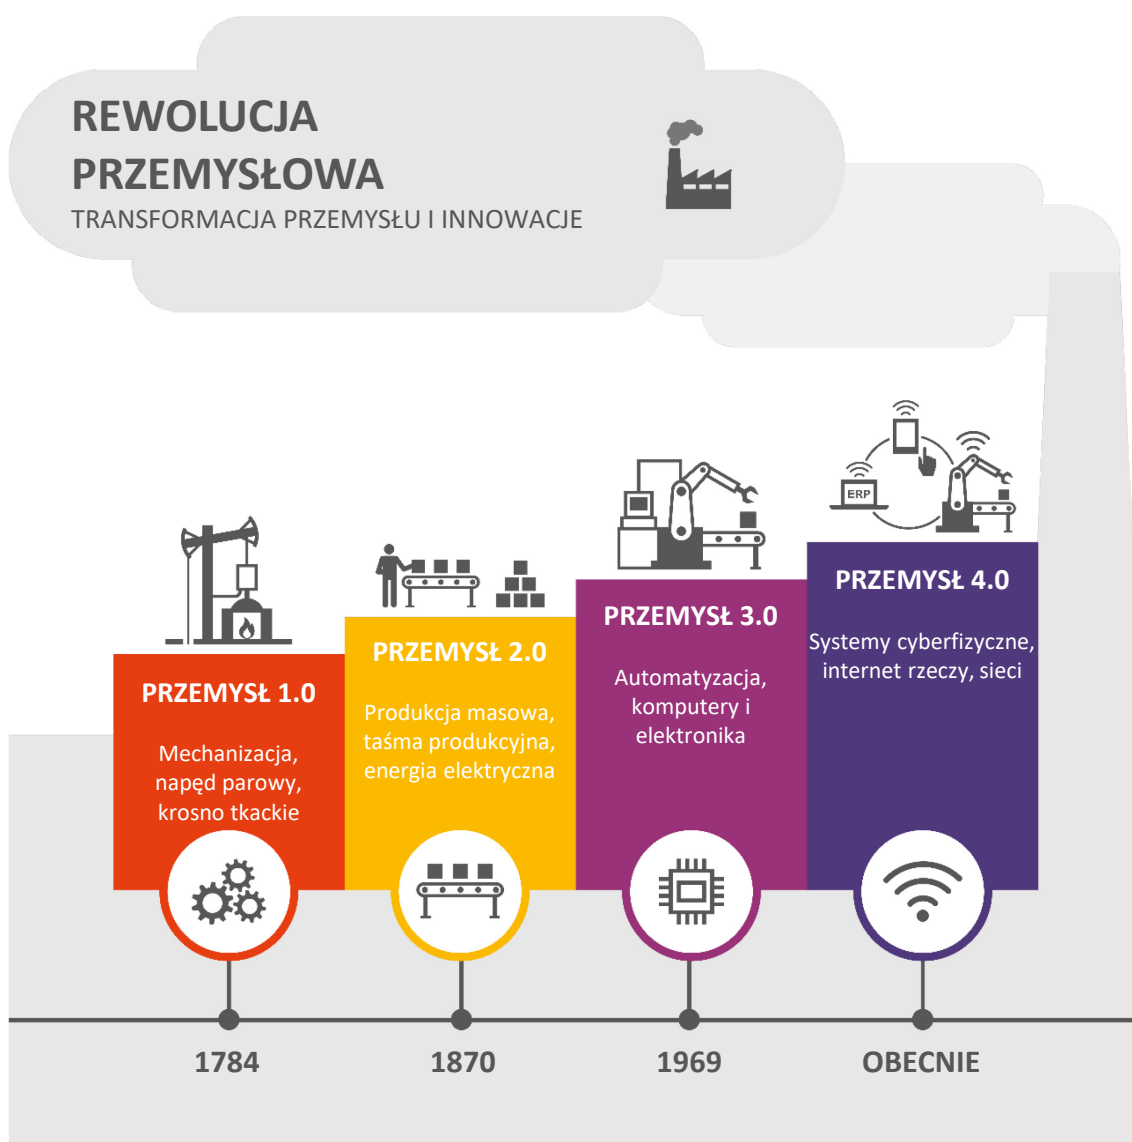 REWOLUCJA
PRZEMYSŁOWA
TRANSFORMACJA PRZEMYSŁU I INNOWACJE
ERP
PRZEMYSŁ 1.0
Mechanizacja,
napęd parowy,
krosno tkackie
PRZEMYSŁ 2.0
Produkcja masowa,
taśma produkcyjna,
energia elektryczna
PRZEMYSŁ 3.0
Automatyzacja,
komputery i
elektronika
PRZEMYSŁ 4.0
Systemy cyberfizyczne,
internet rzeczy, sieci
1784
1870
1969
OBECNIE